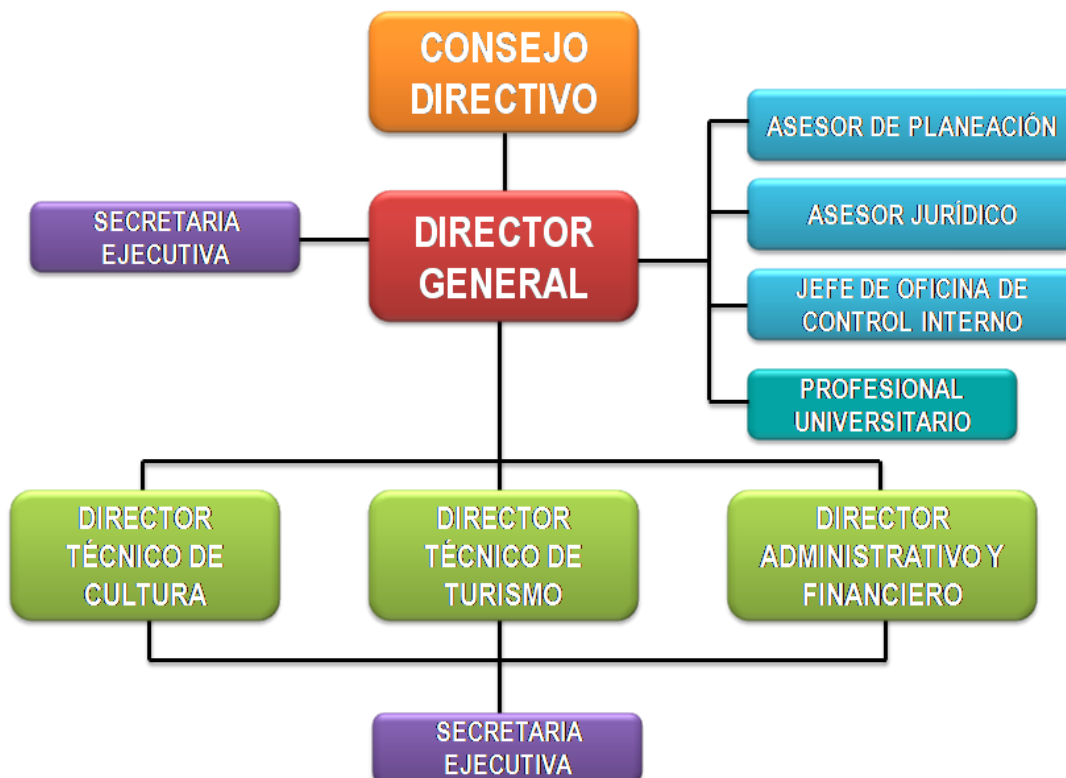 CONSEJO
DIRECTIVO
ASESOR DE PLANEACIÓN
SECRETARIA
EJECUTIVA
DIRECTOR
GENERAL
ASESOR JURÍDICO
JEFE DE OFICINA DE
CONTROL INTERNO
PROFESIONAL
UNIVERSITARIO
DIRECTOR
TÉCNICO DE
CULTURA
DIRECTOR
TÉCNICO DE
TURISMO
DIRECTOR
ADMINISTRATIVO Y
FINANCIERO
SECRETARIA
EJECUTIVA